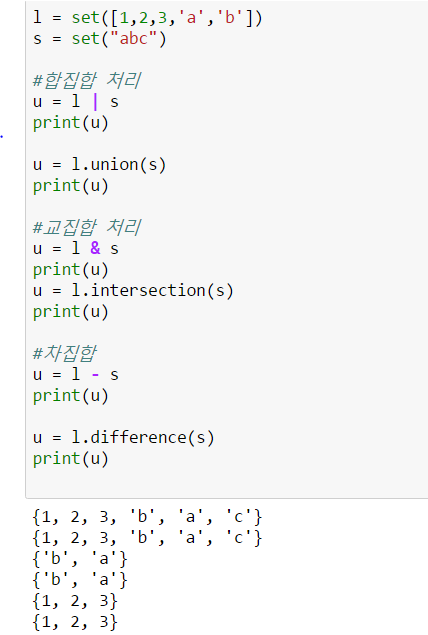 l = set([1,2,3,'a','b'])
s = set("abc")
#합집합 처리
u = l | s
print(u)
u = l.union(s)
print(u)
#교집합 처리
u = l & s
print(u)
u = l.intersection(s)
print(u)
#차집합
u = l - s
print(u)
u = l.difference(s)
print(u)
{1, 2, 3, 'b', 'a', 'c'}
{1, 2, 3, 'b', 'a', 'c'}
{'b', 'a'}
{'b', 'a'}
{1, 2, 3}
{1, 2, 3}